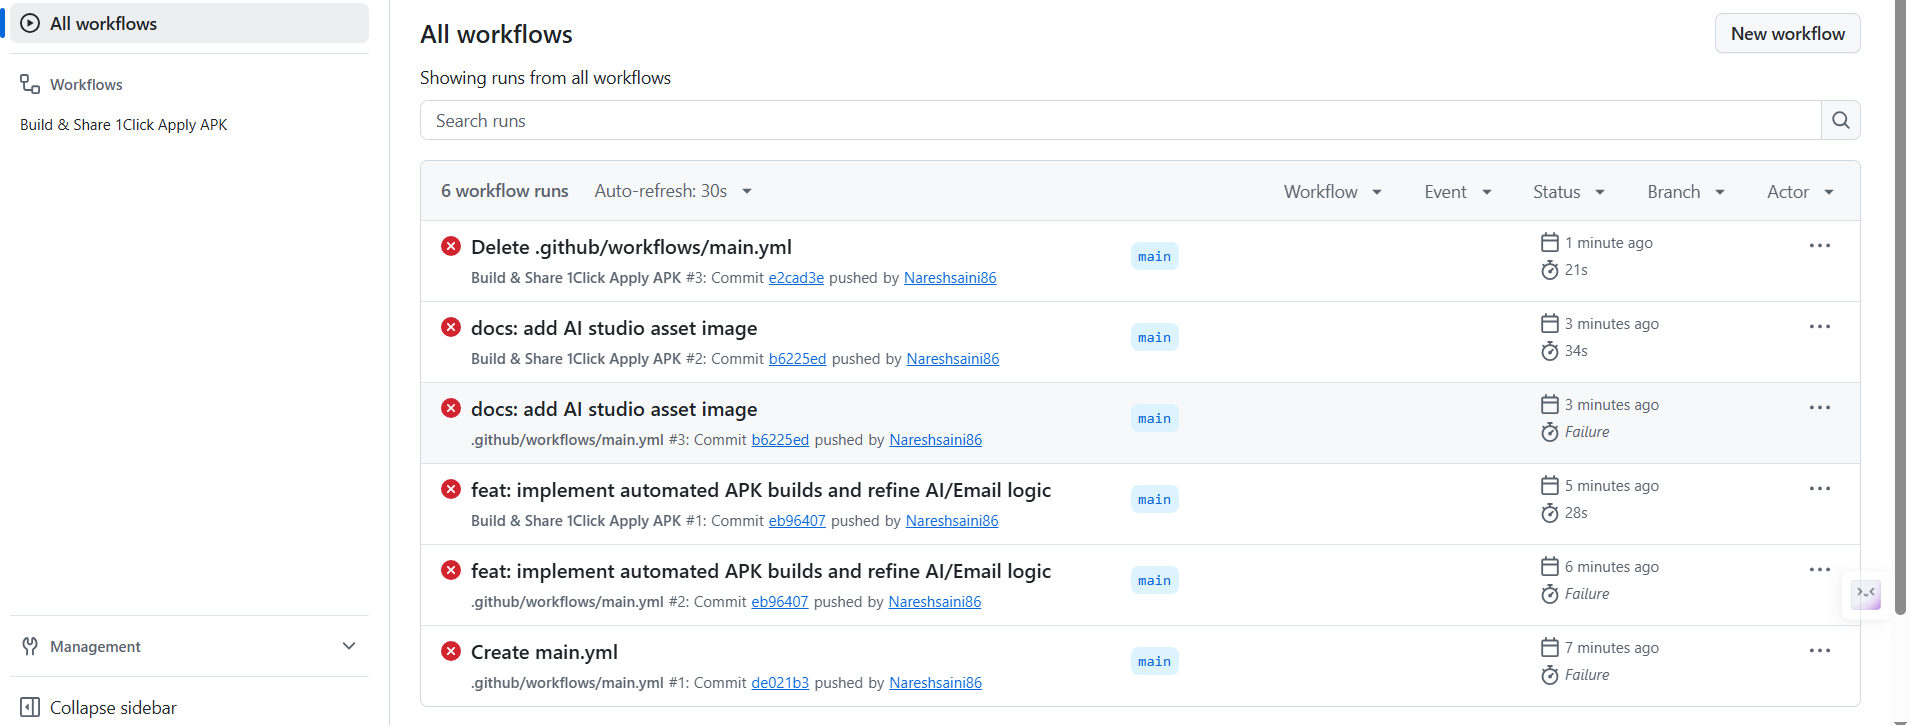 All workflows
Workflows
Build & Share 1Click Apply APK
Management
Collapse sidebar
All workflows
New workflow
Showing runs from all workflows
Search runs
6 workflow runs Auto-refresh: 30s Workflow Event Status Branch Actor
Delete .github/workflows/main.yml main 1 minute ago
Build & Share 1Click Apply APK #3: Commit e2cad3e pushed by Nareshsaini86 21s
docs: add AI studio asset image main 3 minutes ago
Build & Share 1Click Apply APK #2: Commit b6225ed pushed by Nareshsaini86 34s
docs: add AI studio asset image main 3 minutes ago
.github/workflows/main.yml #3: Commit b6225ed pushed by Nareshsaini86 Failure
feat: implement automated APK builds and refine AI/Email logic main 5 minutes ago
Build & Share 1Click Apply APK #1: Commit eb96407 pushed by Nareshsaini86 28s
feat: implement automated APK builds and refine AI/Email logic main 6 minutes ago
.github/workflows/main.yml #2: Commit eb96407 pushed by Nareshsaini86 Failure
Create main.yml main 7 minutes ago
.github/workflows/main.yml #1: Commit de021b3 pushed by Nareshsaini86 Failure